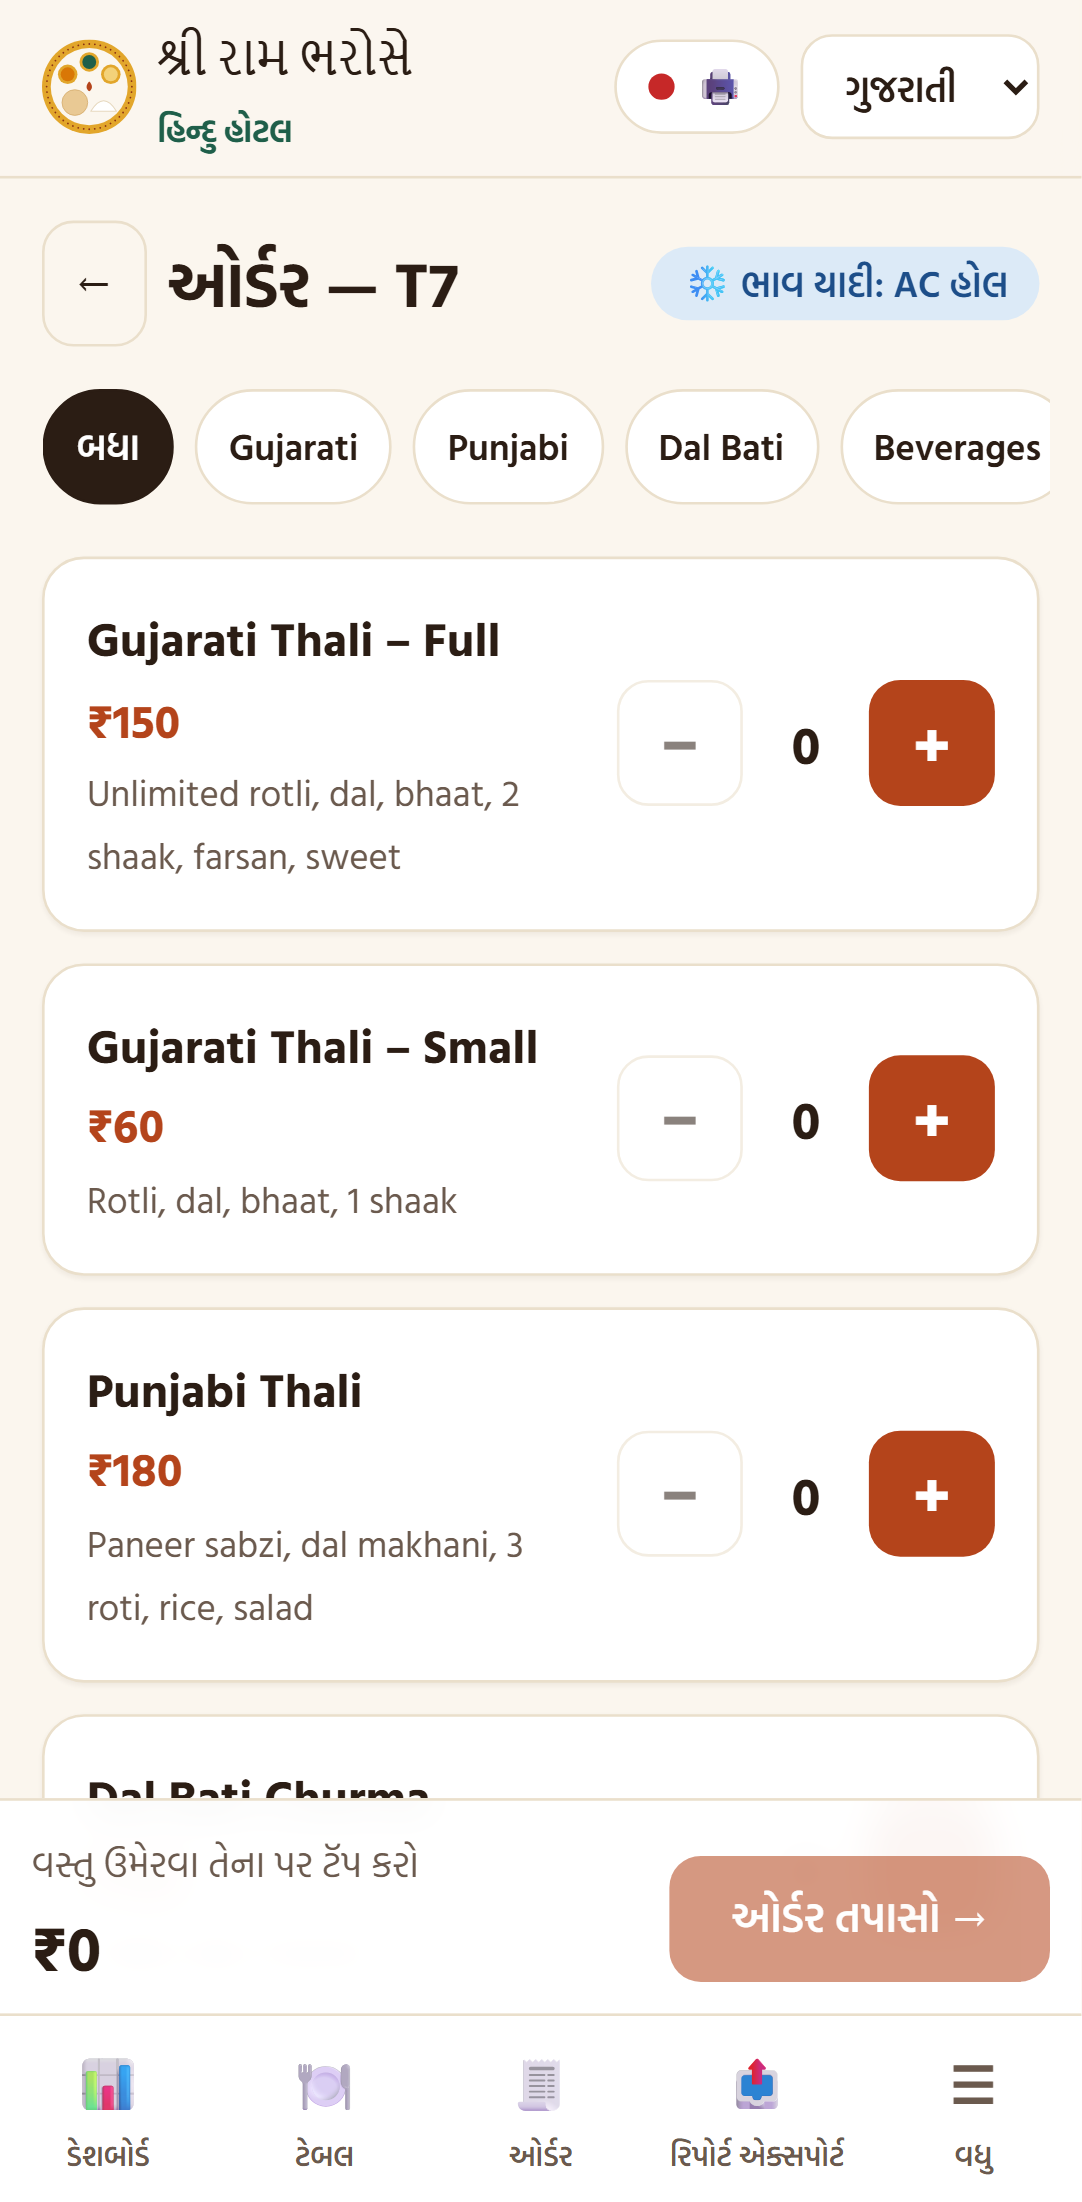 શ્રી રામ ભરોસે
હિન્દુ હોટલ
ગુજરાતી
← ઓર્ડર — T7
ભાવ યાદી: AC હોલ
બધા
Gujarati
Punjabi
Dal Bati
Beverages
Gujarati Thali – Full
₹150
Unlimited rotli, dal, bhaat, 2
shaak, farsan, sweet
− 0 +
Gujarati Thali – Small
₹60
Rotli, dal, bhaat, 1 shaak
− 0 +
Punjabi Thali
₹180
Paneer sabzi, dal makhani, 3
roti, rice, salad
− 0 +
Dal Bati Churma
વસ્તુ ઉમેરવા તેના પર ટૅપ કરો
₹0
ઓર્ડર તપાસો →
ડેશબોર્ડ
ટેબલ
ઓર્ડર
રિપોર્ટ એક્સપોર્ટ
વધુ